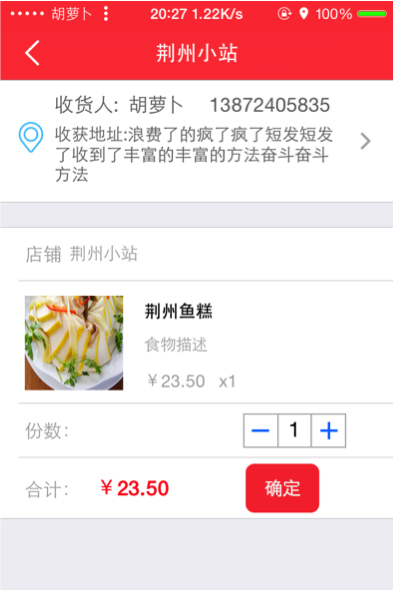 胡萝卜 20:27 1.22K/s 100%
荆州小站
收货人: 胡萝卜 13872405835
收获地址:浪费了的疯了疯了短发短发
了收到了丰富的丰富的方法奋斗奋斗
方法
店铺 荆州小站
荆州鱼糕
食物描述
￥23.50 x1
份数: 1
合计: ￥23.50 确定